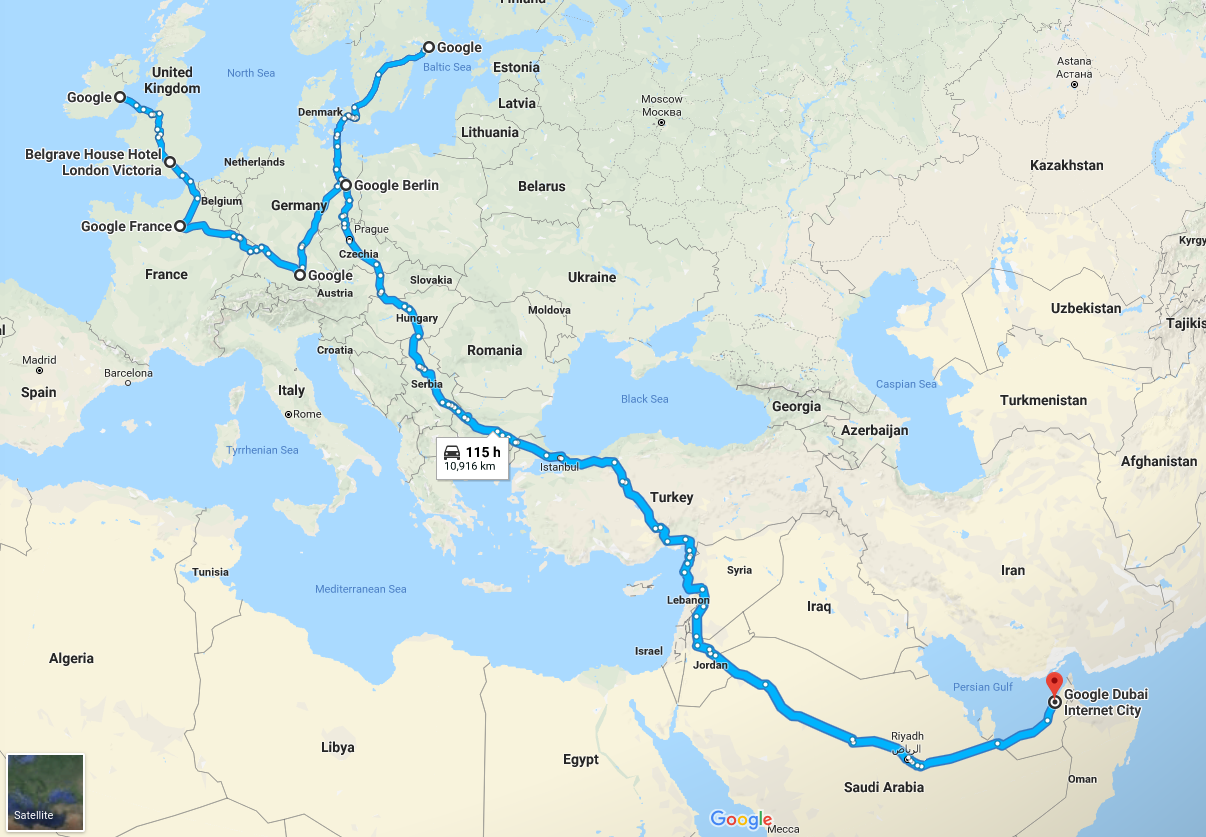 Finland
Google
Baltic Sea
Estonia
North Sea
United
Kingdom
Google
Astana
Астана
Latvia
Moscow
Москва
Denmark
Lithuania
Belgrave House Hotel
London Victoria
Netherlands
Kazakhstan
Google Berlin
Belarus
Belgium
Germany
Google France
Prague
Kyrgy
Czechia
France
Google
Slovakia
Ukraine
Austria
Uzbekistan
Moldova
Hungary
Tajikis
al
Croatia
Romania
Madrid
Barcelona
Spain
Serbia
Caspian Sea
Italy
Black Sea
Turkmenistan
Rome
Georgia
Azerbaijan
Tyrrhenian Sea
115 h
10,916 km
Istanbul
Afghanistan
Turkey
Tunisia
Syria
Iran
Mediterranean Sea
Lebanon
Iraq
Algeria
Israel
Jordan
Persian Gulf
Google Dubai
Internet City
Libya
Riyadh
الرياض
Egypt
Oman
Saudi Arabia
Satellite
Google
Mecca